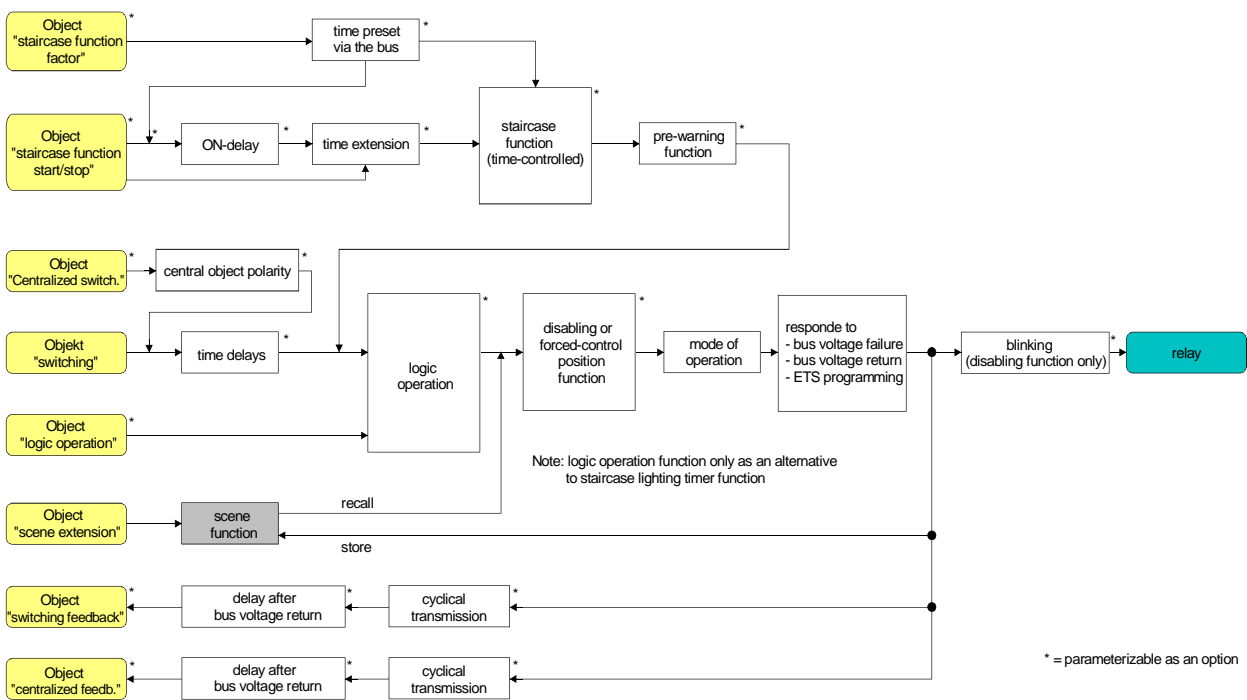 Object
"staircase function
factor"
*
time preset
via the bus
*
Object
"staircase function
start/stop"
*
*
ON-delay
*
time extension
*
staircase
function
(time-controlled)
*
pre-warning
function
*
Object
"Centralized switch."
*
central object polarity
*
Objekt
"switching"
*
time delays
*
logic
operation
*
disabling or
forced-control
position
function
*
mode of
operation
responde to
- bus voltage failure
- bus voltage return
- ETS programming
blinking
(disabling function only)
*
relay
Object
"logic operation"
*
Note: logic operation function only as an alternative
to staircase lighting timer function
Object
"scene extension"
scene
function
recall
store
Object
"switching feedback"
*
delay after
bus voltage return
*
cyclical
transmission
*
Object
"centralized feedb."
*
delay after
bus voltage return
*
cyclical
transmission
*
* = parameterizable as an option